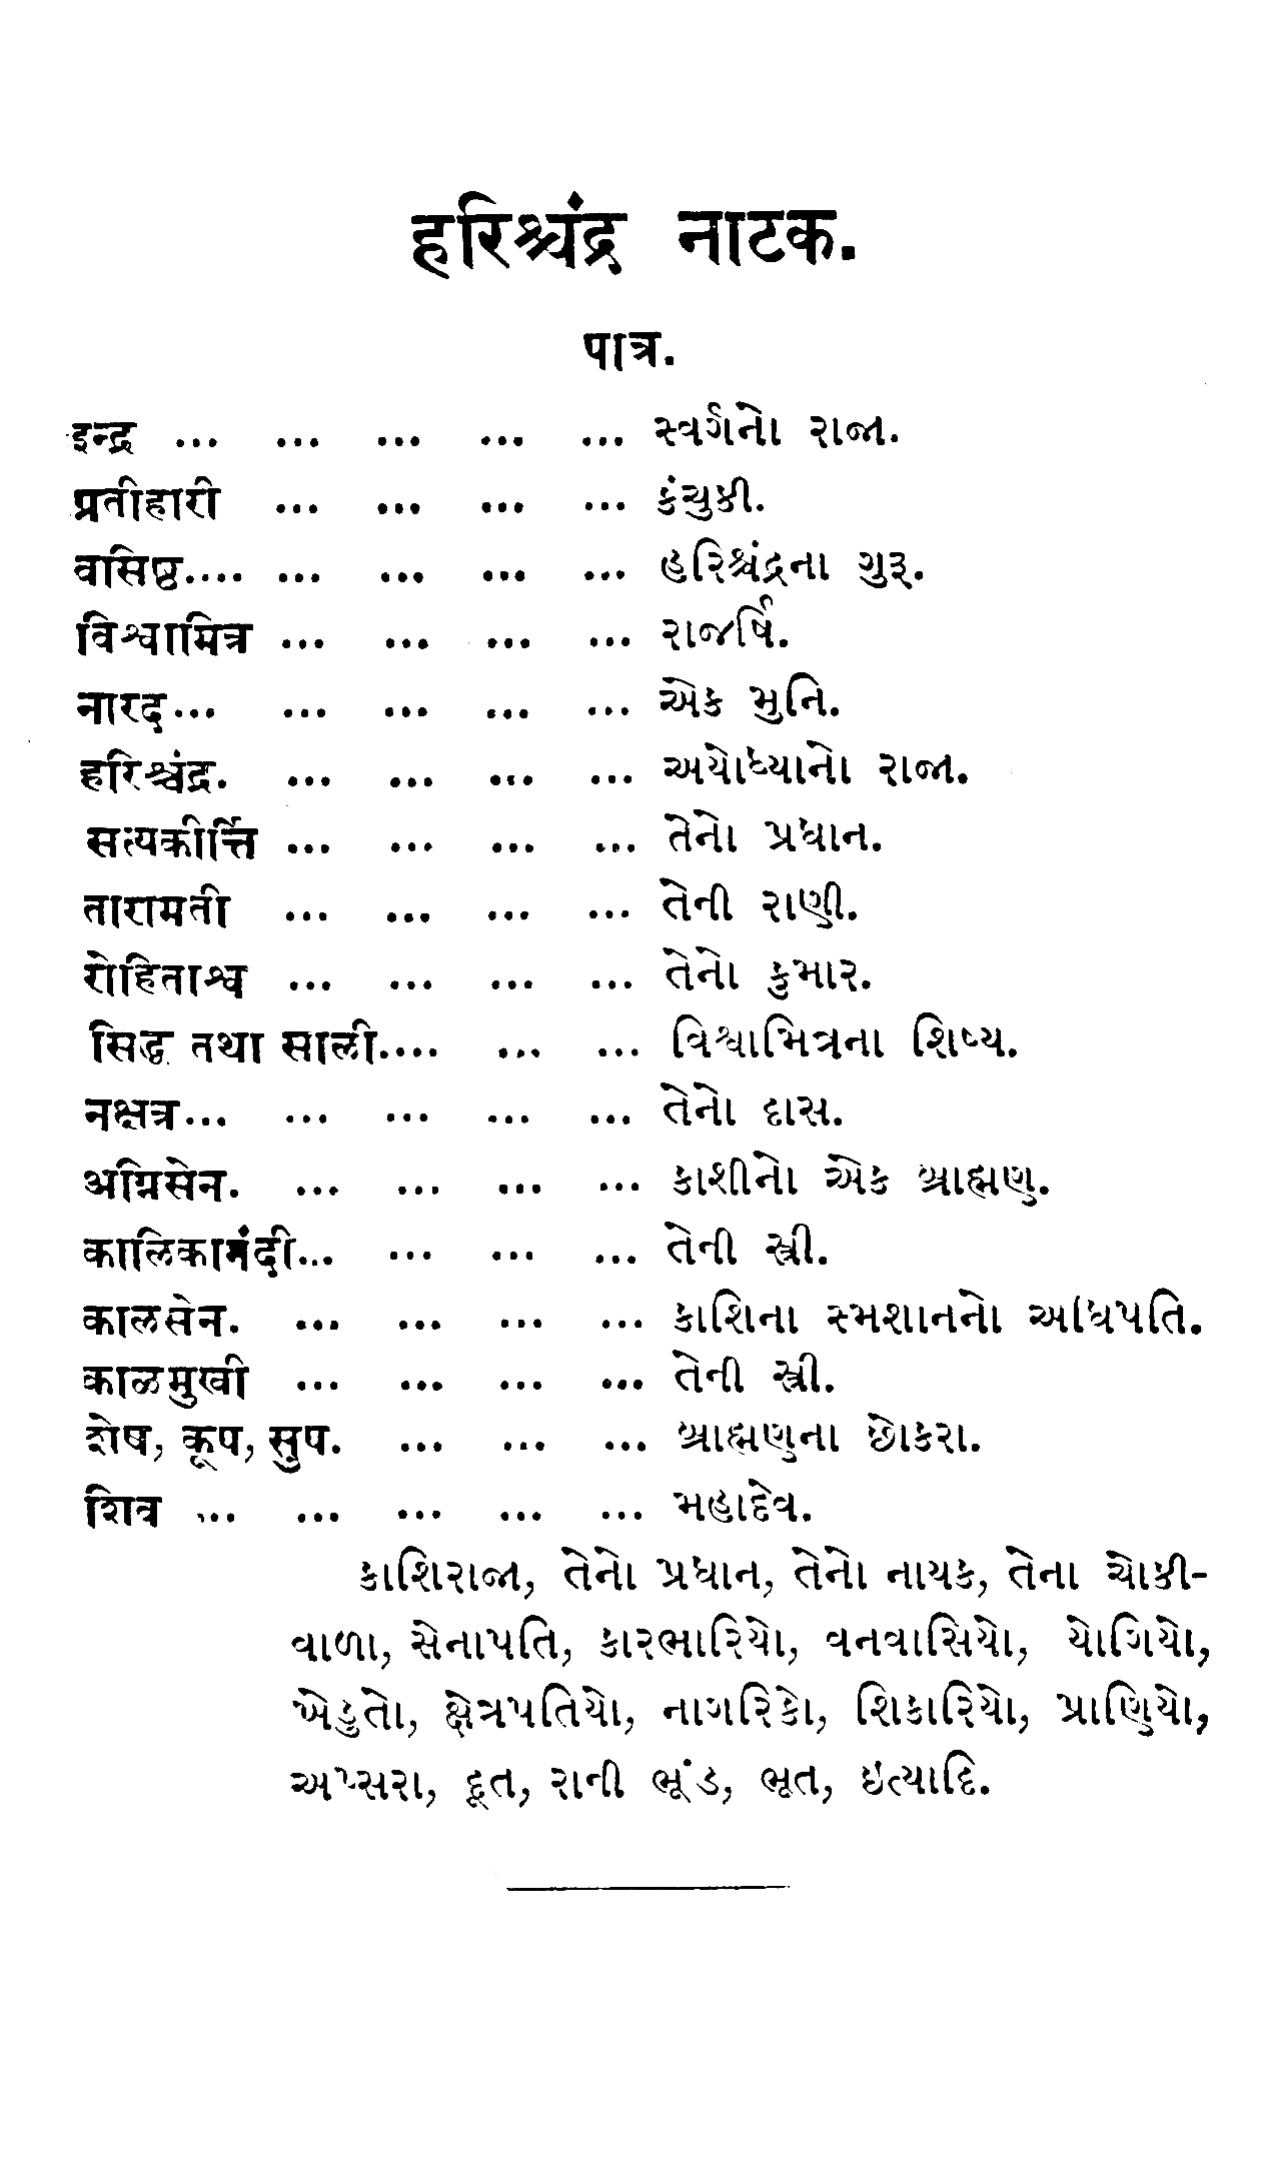 हरिश्चंद्र नाटक.
पात्र.
इन्द्र ... ... ... ... ... સ્વર્ગનો રાજા.
प्रतीहारी ... ... ... ... કંચુકી.
वसिष्ठ.... ... ... ... ... હરિશ્ચંદ્રના ગુરૂ.
विश्वामित्र ... ... ... ... રાજર્ષિ.
नारद... ... ... ... ... એક મુનિ.
हरिश्चंद्र. ... ... ... ... અયોધ્યાનો રાજા.
सत्यकीर्त्ति ... ... ... ... તેનો પ્રધાન.
तारामती ... ... ... ... તેની રાણી.
रोहिताश्व ... ... ... ... તેનો કુમાર.
सिद्ध तथा साली.... ... ... વિશ્વામિત્રના શિષ્ય.
नक्षत्र... ... ... ... ... તેનો દાસ.
अग्निसेन. ... ... ... ... કાશીનો એક બ્રાહ્મણ.
कालिकानंदी... ... ... ... તેની સ્ત્રી.
कालसेन. ... ... ... ... કાશિના સ્મશાનનો અધિપતિ.
काळमुखी ... ... ... ... તેની સ્ત્રી.
शेष, कूप, सुप. ... ... ... બ્રાહ્મણના છોકરા.
शिव ... ... ... ... ... મહાદેવ.
કાશિરાજા, તેનો પ્રધાન, તેનો નાયક, તેના ચોકી-
વાળા, સેનાપતિ, કારભારિયો, વનવાસિયો, યોગિયો,
ખેડુતો, ક્ષેત્રપતિયો, નાગરિકો, શિકારિયો, પ્રાણિયો,
અપ્સરા, દૂત, રાની ભૂંડ, ભૂત, ઇત્યાદિ.